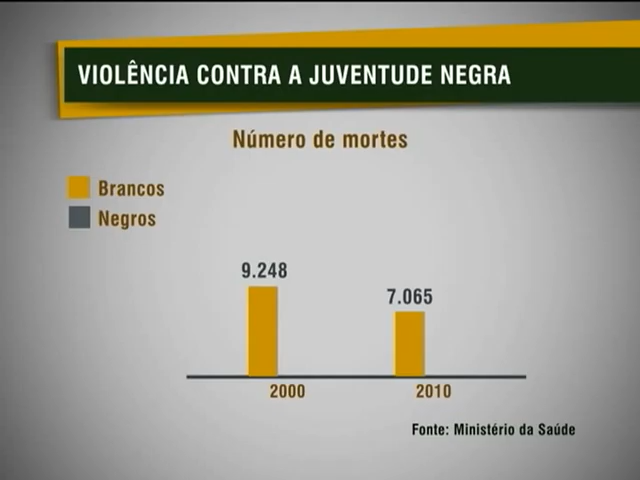 VIOLÊNCIA CONTRA A JUVENTUDE NEGRA
Número de mortes
Brancos
Negros
9.248
7.065
2000
2010
Fonte: Ministério da Saúde